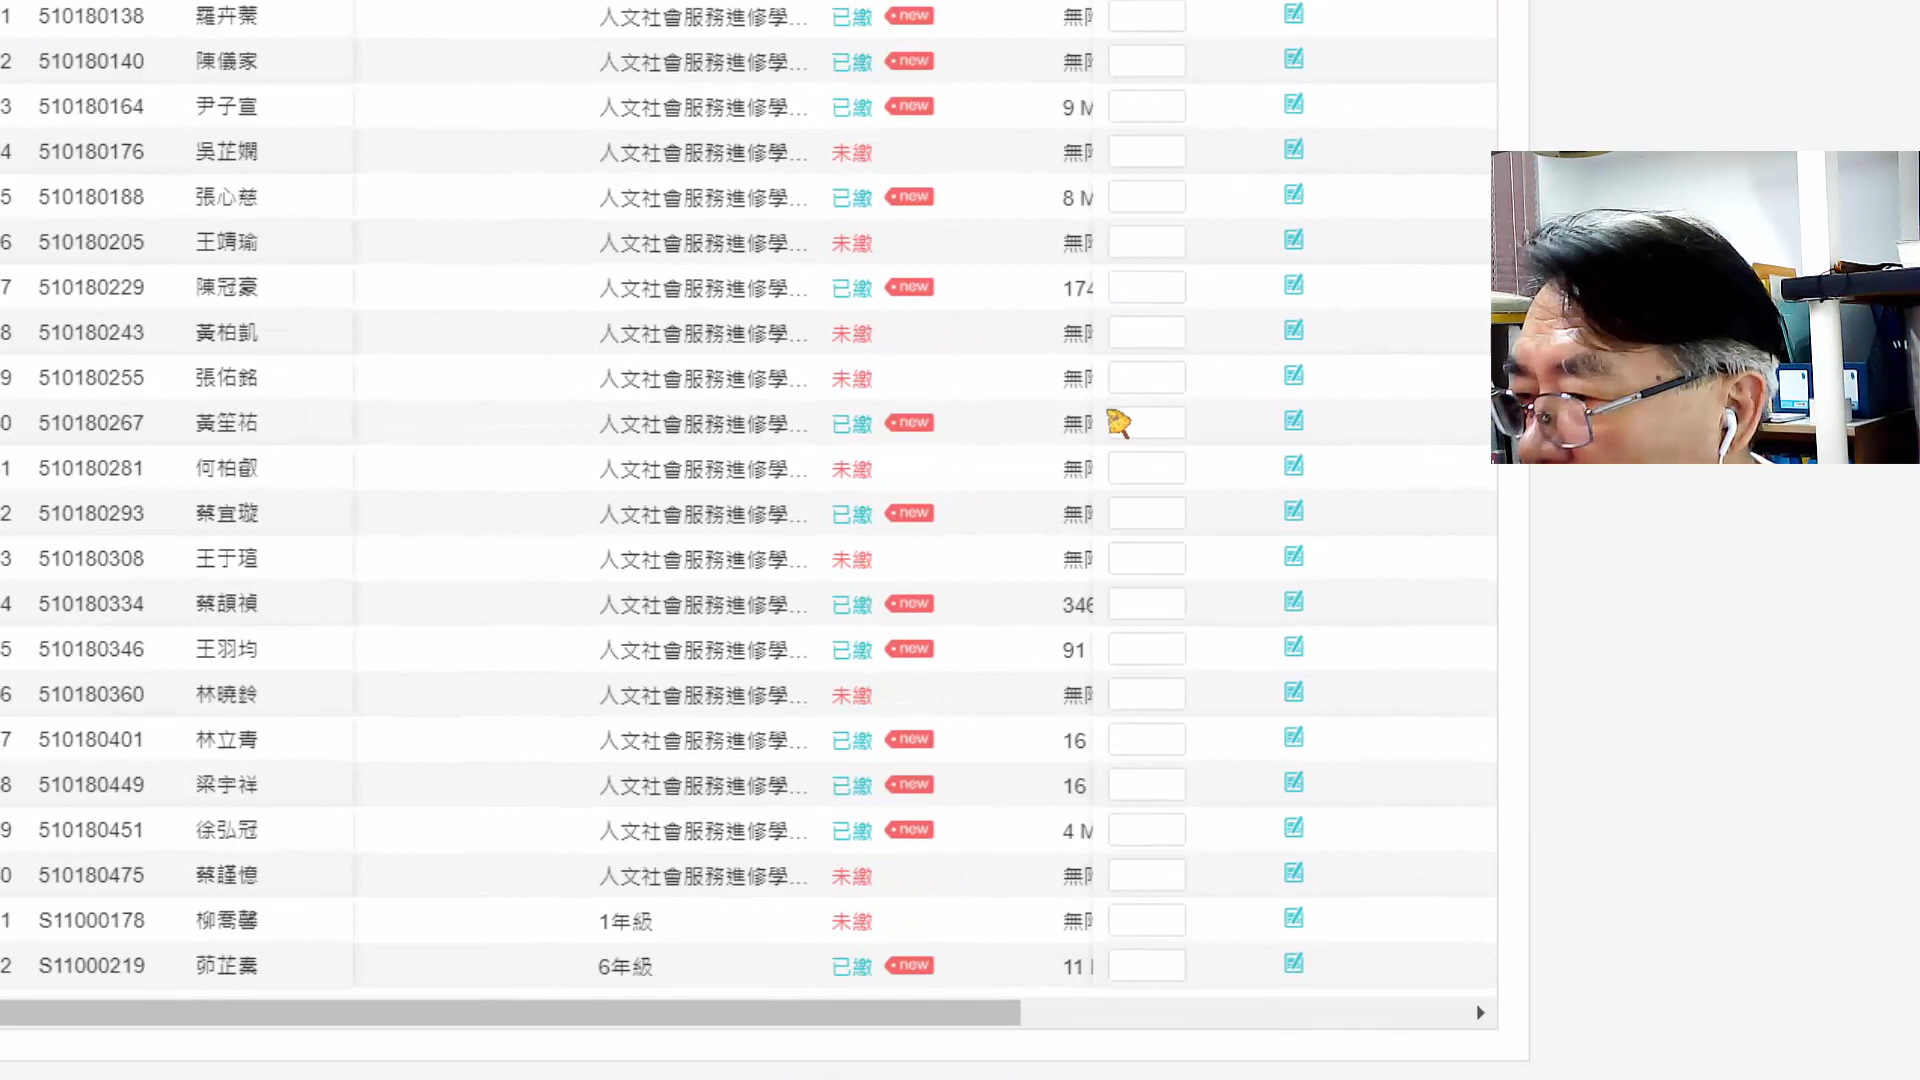 1 510180138 羅卉蓁 人文社會服務進修學... 已繳 new
2 510180140 陳儀家 人文社會服務進修學... 已繳 new
3 510180164 尹子宣 人文社會服務進修學... 已繳 new 9 M
4 510180176 吳芷嫻 人文社會服務進修學... 未繳
5 510180188 張心慈 人文社會服務進修學... 已繳 new 8 M
6 510180205 王靖瑜 人文社會服務進修學... 未繳
7 510180229 陳冠豪 人文社會服務進修學... 已繳 new 174
8 510180243 黃柏凱 人文社會服務進修學... 未繳
9 510180255 張佑銘 人文社會服務進修學... 未繳
0 510180267 黃笙祐 人文社會服務進修學... 已繳 new
1 510180281 何柏叡 人文社會服務進修學... 未繳
2 510180293 蔡宜璇 人文社會服務進修學... 已繳 new
3 510180308 王于瑄 人文社會服務進修學... 未繳
4 510180334 蔡頡禎 人文社會服務進修學... 已繳 new 346
5 510180346 王羽均 人文社會服務進修學... 已繳 new 91
6 510180360 林曉鈴 人文社會服務進修學... 未繳
7 510180401 林立青 人文社會服務進修學... 已繳 new 16
8 510180449 梁宇祥 人文社會服務進修學... 已繳 new 16
9 510180451 徐弘冠 人文社會服務進修學... 已繳 new 4 M
0 510180475 蔡謹憶 人文社會服務進修學... 未繳
1 S11000178 柳喬馨 1年級 未繳
2 S11000219 茆芷素 6年級 已繳 new 11